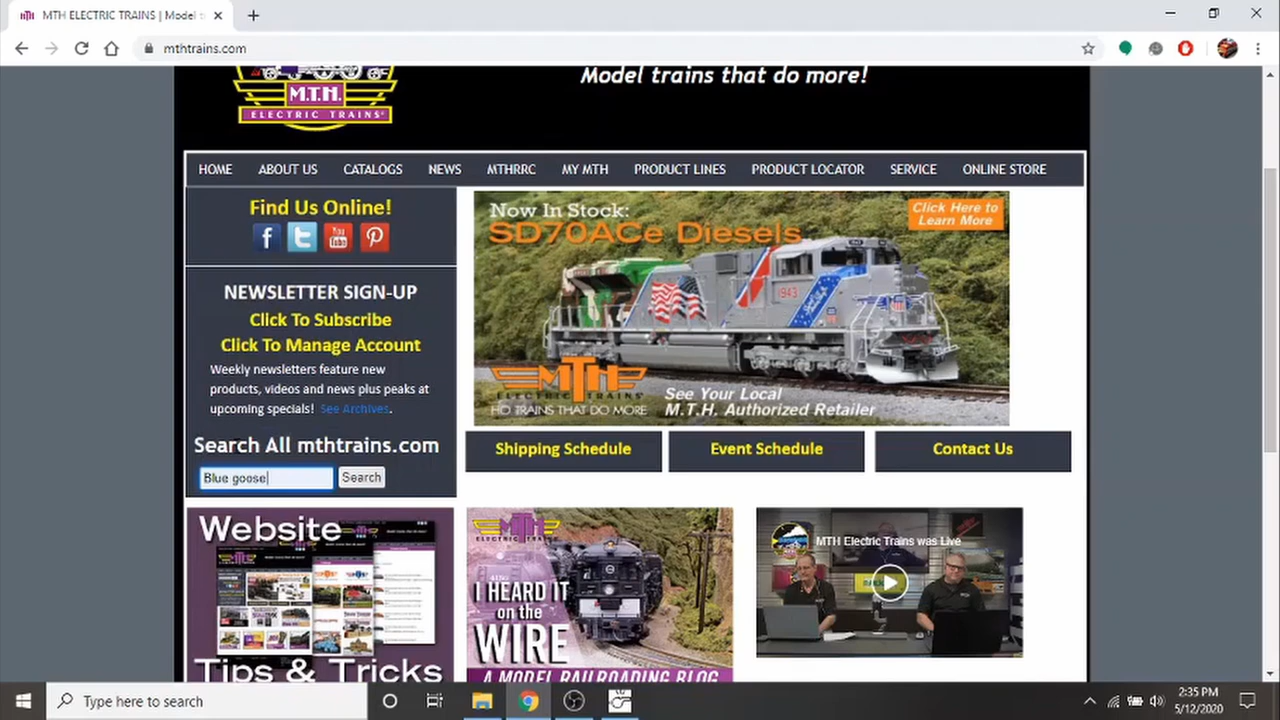 MTH ELECTRIC TRAINS | Model t
mthtrains.com
M.T.H.
ELECTRIC TRAINS
Model trains that do more!
HOME ABOUT US CATALOGS NEWS MTHRRC MY MTH PRODUCT LINES PRODUCT LOCATOR SERVICE ONLINE STORE
Find Us Online!
You
Tube
NEWSLETTER SIGN-UP
Click To Subscribe
Click To Manage Account
Weekly newsletters feature new
products, videos and news plus peaks at
upcoming specials! See Archives.
Search All mthtrains.com
Blue goose
Search
Now In Stock:
SD70ACe Diesels
Click Here to
Learn More
1943
MTH
ELECTRIC TRAINS
HO TRAINS THAT DO MORE
See Your Local
M.T.H. Authorized Retailer
Shipping Schedule
Event Schedule
Contact Us
Website
Tips & Tricks
MTH
I HEARD IT
on the
WIRE
A MODEL RAILROADING BLOG
MTH Electric Trains was Live
Type here to search
2:35 PM
5/12/2020